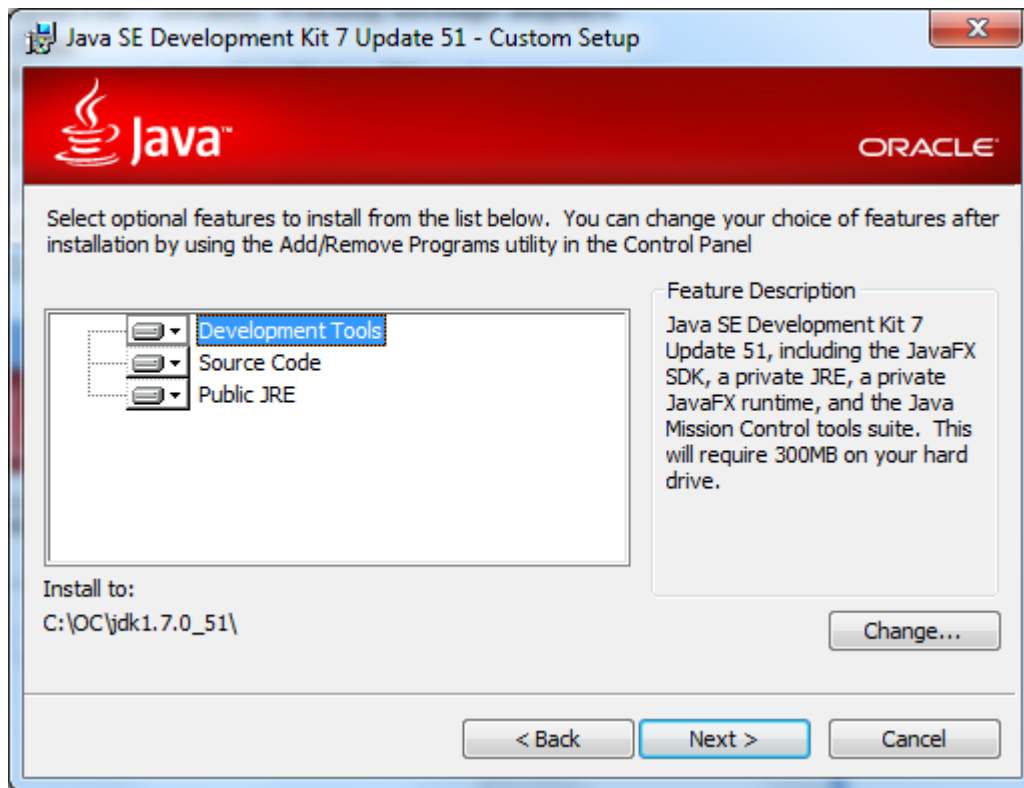 Java SE Development Kit 7 Update 51 - Custom Setup
Java™
ORACLE
Select optional features to install from the list below.  You can change your choice of features after
installation by using the Add/Remove Programs utility in the Control Panel
Development Tools
Source Code
Public JRE
Feature Description
Java SE Development Kit 7
Update 51, including the JavaFX
SDK, a private JRE, a private
JavaFX runtime, and the Java
Mission Control tools suite.  This
will require 300MB on your hard
drive.
Install to:
C:\OC\jdk1.7.0_51\
Change...
< Back
Next >
Cancel